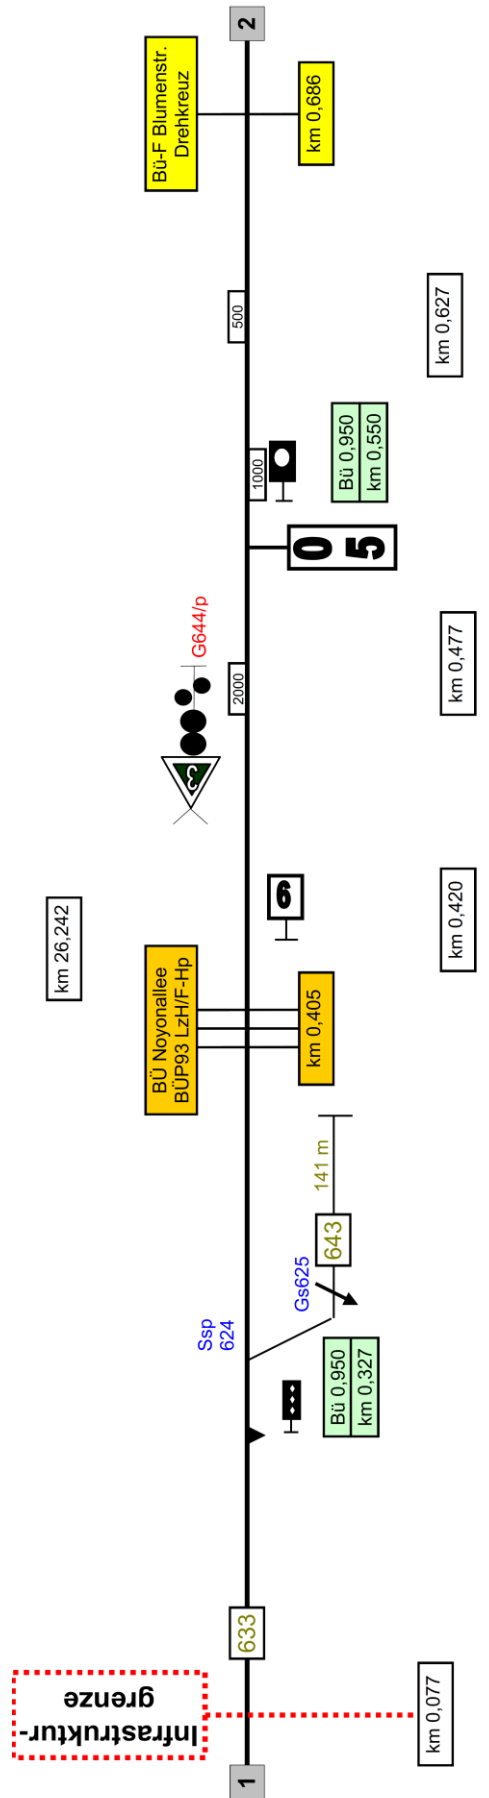 1
Infrastruktur-
grenze
km 0,077
633
Bü 0,950
km 0,327
Ssp
624
Gs625
643
141 m
BÜ Noyonallee
BÜP93 LzH/F-Hp
km 0,405
km 26,242
6
km 0,420
3
G644/p
2000
km 0,477
0
5
1000
Bü 0,950
km 0,550
500
km 0,627
Bü-F Blumenstr.
Drehkreuz
km 0,686
2